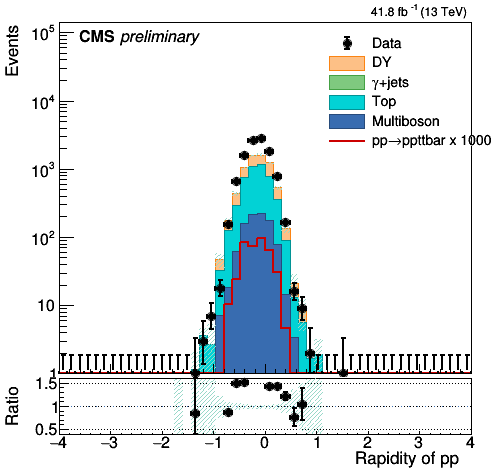 41.8 fb⁻¹ (13 TeV)
CMS preliminary
Events
10⁵
10⁴
10³
10²
10
1
Data
DY
γ+jets
Top
Multiboson
pp→ppttbar x 1000
Ratio
1.5
1
0.5
−4 −3 −2 −1 0 1 2 3 4
Rapidity of pp